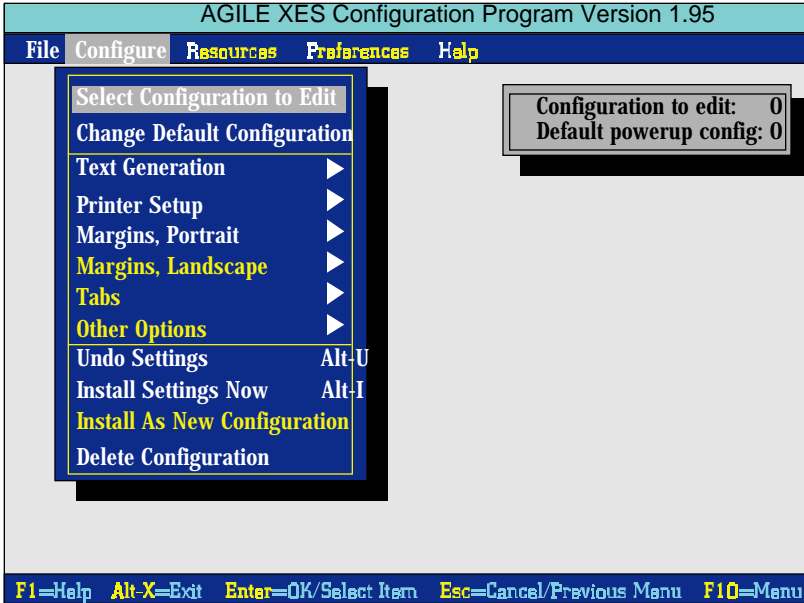 AGILE XES Configuration Program Version 1.95
File Configure Resources Preferences Help
Select Configuration to Edit
Change Default Configuration
Text Generation
Printer Setup
Margins, Portrait
Margins, Landscape
Tabs
Other Options
Undo Settings Alt-U
Install Settings Now Alt-I
Install As New Configuration
Delete Configuration
Configuration to edit: 0
Default powerup config: 0
F1=Help Alt-X=Exit Enter=OK/Select Item Esc=Cancel/Previous Menu F10=Menu